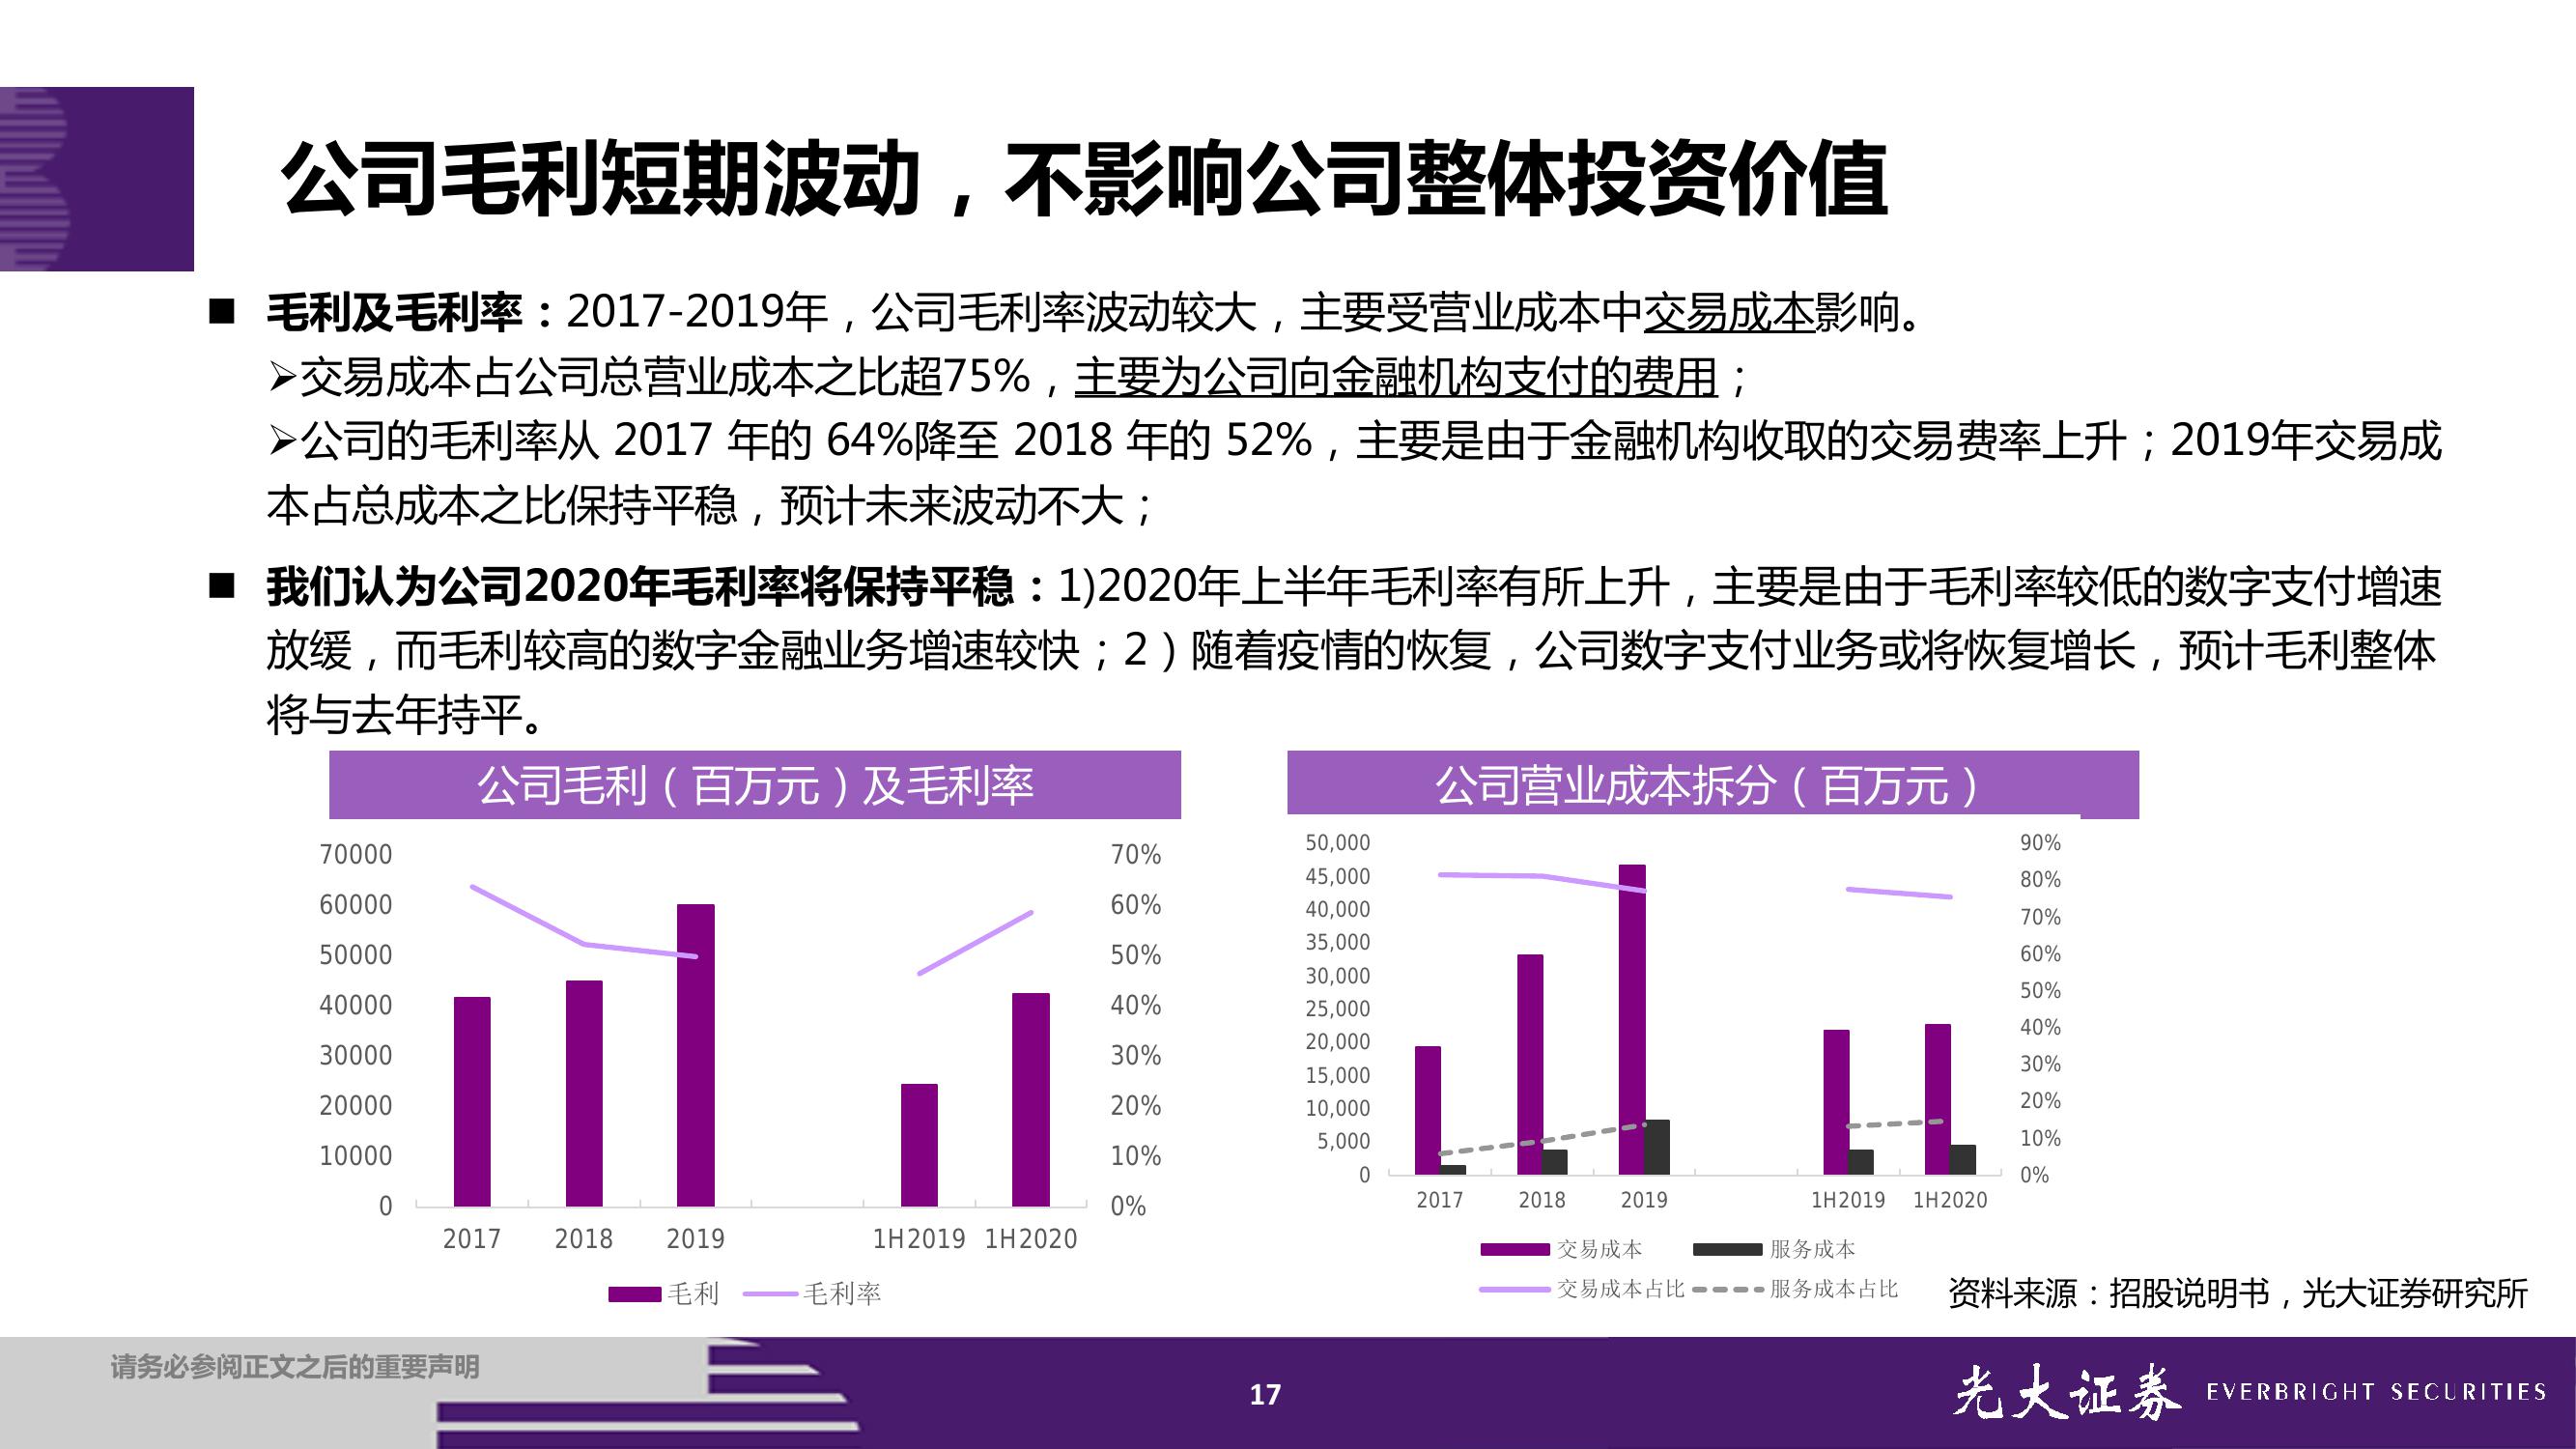 公司毛利短期波动，不影响公司整体投资价值
■ 毛利及毛利率：2017-2019年，公司毛利率波动较大，主要受营业成本中交易成本影响。
➢交易成本占公司总营业成本之比超75%，主要为公司向金融机构支付的费用；
➢公司的毛利率从 2017 年的 64%降至 2018 年的 52%，主要是由于金融机构收取的交易费率上升；2019年交易成
本占总成本之比保持平稳，预计未来波动不大；
■ 我们认为公司2020年毛利率将保持平稳：1)2020年上半年毛利率有所上升，主要是由于毛利率较低的数字支付增速
放缓，而毛利较高的数字金融业务增速较快；2）随着疫情的恢复，公司数字支付业务或将恢复增长，预计毛利整体
将与去年持平。
公司毛利（百万元）及毛利率
70000 70%
60000 60%
50000 50%
40000 40%
30000 30%
20000 20%
10000 10%
0 0%
2017 2018 2019 1H2019 1H2020
毛利 毛利率
公司营业成本拆分（百万元）
50,000 90%
45,000 80%
40,000 70%
35,000 60%
30,000 50%
25,000 40%
20,000 30%
15,000 20%
10,000 10%
5,000 0%
0
2017 2018 2019 1H2019 1H2020
交易成本 服务成本
交易成本占比 服务成本占比
资料来源：招股说明书，光大证券研究所
请务必参阅正文之后的重要声明
17
光大证券 EVERBRIGHT SECURITIES